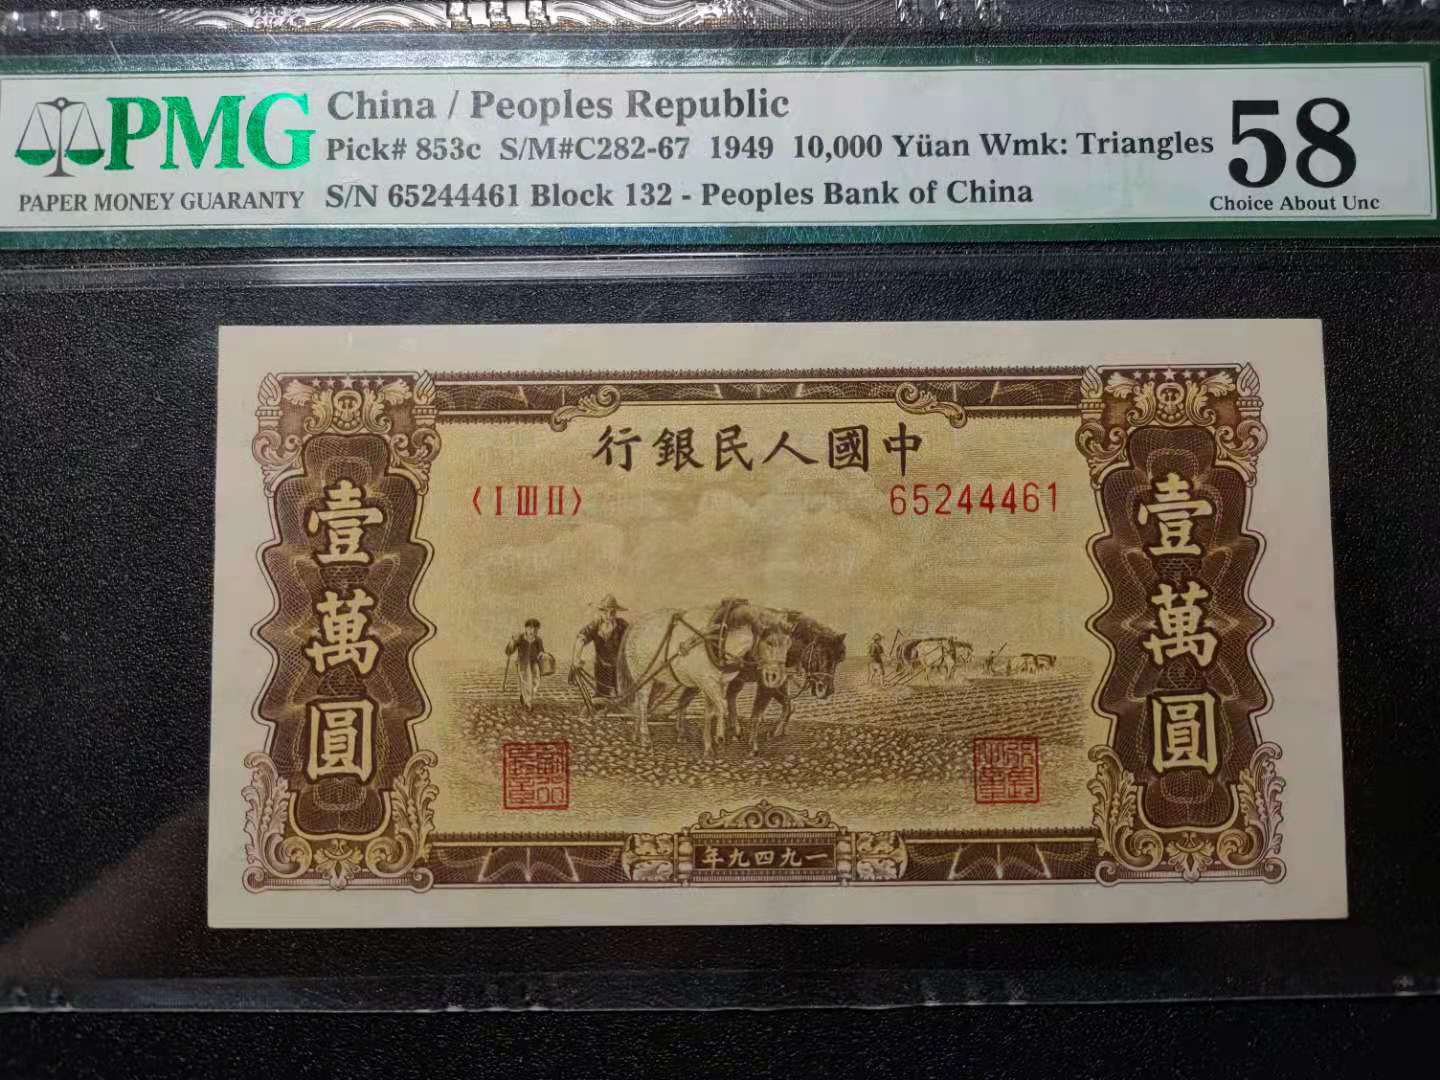 PMG
PAPER MONEY GUARANTY
China / Peoples Republic
Pick# 853c S/M#C282-67 1949 10,000 Yüan Wmk: Triangles
S/N 65244461 Block 132 - Peoples Bank of China
58
Choice About Unc
行銀民人國中
〈I III II〉
65244461
壹萬圓
壹萬圓
年九四九一